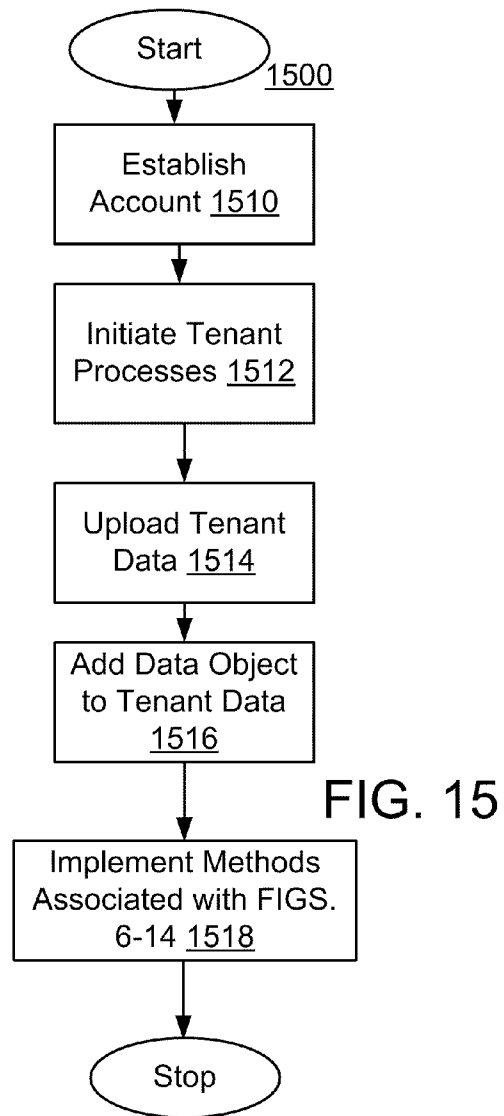 Start
1500
Establish
Account 1510
Initiate Tenant
Processes 1512
Upload Tenant
Data 1514
Add Data Object
to Tenant Data
1516
FIG. 15
Implement Methods
Associated with FIGS.
6-14 1518
Stop